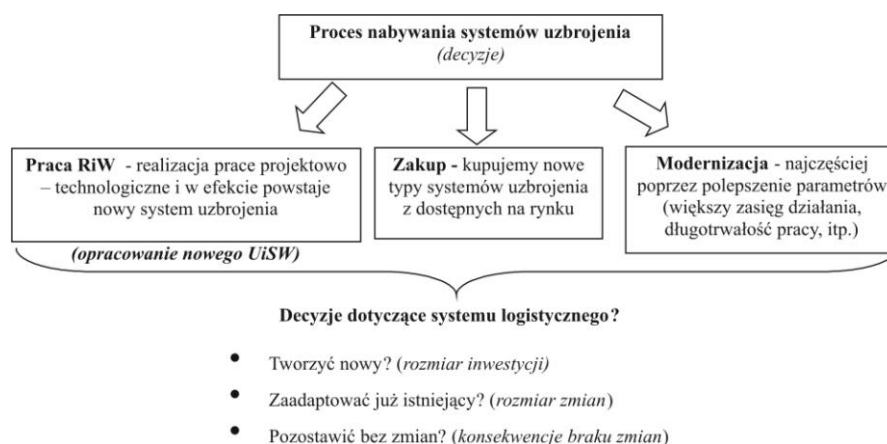 Proces nabywania systemów uzbrojenia
(decyzje)
Praca RiW - realizacja prace projektowo
– technologiczne i w efekcie powstaje
nowy system uzbrojenia
Zakup - kupujemy nowe
typy systemów uzbrojenia
z dostępnych na rynku
Modernizacja - najczęściej
poprzez polepszenie parametrów
(większy zasięg działania,
długotrwałość pracy, itp.)
(opracowanie nowego UiSW)
Decyzje dotyczące systemu logistycznego?
• Tworzyć nowy? (rozmiar inwestycji)
• Zaadaptować już istniejący? (rozmiar zmian)
• Pozostawić bez zmian? (konsekwencje braku zmian)